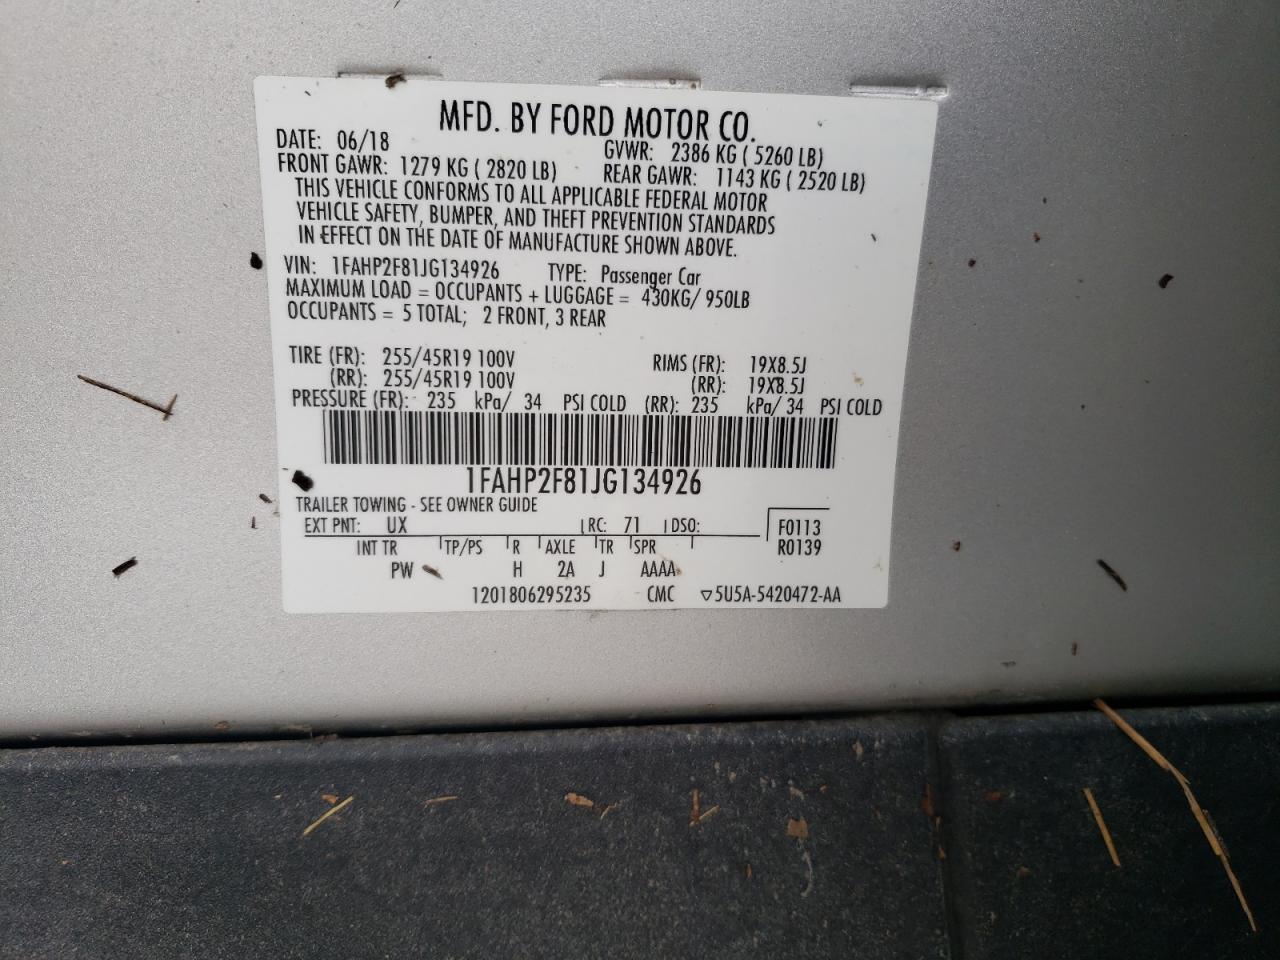 MFD. BY FORD MOTOR CO.
DATE: 06/18 GVWR: 2386 KG ( 5260 LB)
FRONT GAWR: 1279 KG ( 2820 LB) REAR GAWR: 1143 KG ( 2520 LB)
THIS VEHICLE CONFORMS TO ALL APPLICABLE FEDERAL MOTOR
VEHICLE SAFETY, BUMPER, AND THEFT PREVENTION STANDARDS
IN EFFECT ON THE DATE OF MANUFACTURE SHOWN ABOVE.
VIN: 1FAHP2F81JG134926 TYPE: Passenger Car
MAXIMUM LOAD = OCCUPANTS + LUGGAGE = 430KG/ 950LB
OCCUPANTS = 5 TOTAL; 2 FRONT, 3 REAR
TIRE (FR): 255/45R19 100V RIMS (FR): 19X8.5J
(RR): 255/45R19 100V (RR): 19X8.5J
PRESSURE (FR): 235 kPa/ 34 PSI COLD (RR): 235 kPa/ 34 PSI COLD
1FAHP2F81JG134926
TRAILER TOWING - SEE OWNER GUIDE
EXT PNT: UX RC: 71 DSO: F0113
INT TR TP/PS R AXLE TR SPR R0139
PW H 2A J AAAA
1201806295235 CMC ▽5U5A-5420472-AA